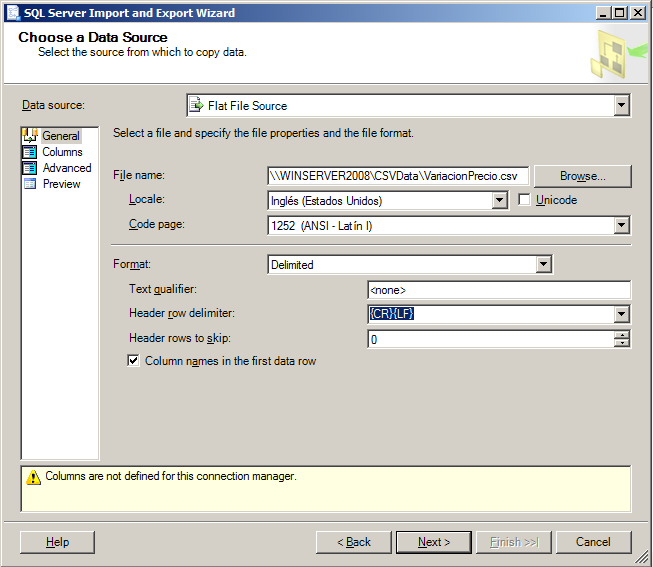 SQL Server Import and Export Wizard
Choose a Data Source
Select the source from which to copy data.
Data source: Flat File Source
General
Columns
Advanced
Preview
Select a file and specify the file properties and the file format.
File name: \\WINSERVER2008\CSVData\VariacionPrecio.csv Browse...
Locale: Inglés (Estados Unidos) Unicode
Code page: 1252 (ANSI - Latín I)
Format: Delimited
Text qualifier: <none>
Header row delimiter: {CR}{LF}
Header rows to skip: 0
Column names in the first data row
Columns are not defined for this connection manager.
Help < Back Next > Finish >>| Cancel